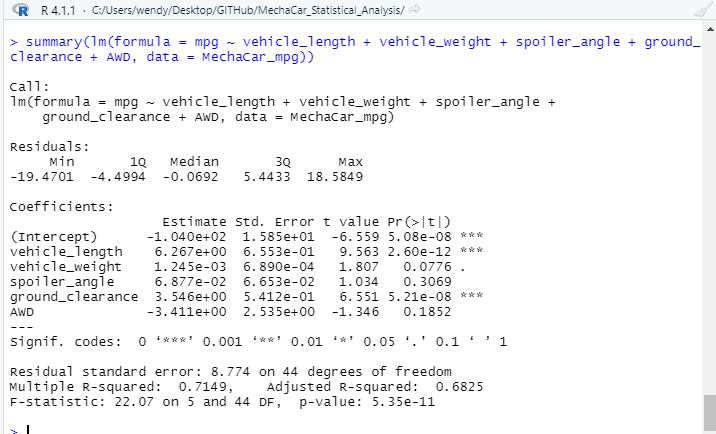 R 4.1.1 · C:/Users/wendy/Desktop/GITHub/MechaCar_Statistical_Analysis/
> summary(lm(formula = mpg ~ vehicle_length + vehicle_weight + spoiler_angle + ground_
clearance + AWD, data = MechaCar_mpg))
Call:
lm(formula = mpg ~ vehicle_length + vehicle_weight + spoiler_angle +
    ground_clearance + AWD, data = MechaCar_mpg)
Residuals:
     Min       1Q   Median       3Q      Max
-19.4701  -4.4994  -0.0692   5.4433  18.5849
Coefficients:
                   Estimate Std. Error t value Pr(>|t|)
(Intercept)      -1.040e+02  1.585e+01  -6.559 5.08e-08 ***
vehicle_length    6.267e+00  6.553e-01   9.563 2.60e-12 ***
vehicle_weight    1.245e-03  6.890e-04   1.807   0.0776 .
spoiler_angle     6.877e-02  6.653e-02   1.034   0.3069
ground_clearance  3.546e+00  5.412e-01   6.551 5.21e-08 ***
AWD              -3.411e+00  2.535e+00  -1.346   0.1852
---
Signif. codes:  0 ‘***’ 0.001 ‘**’ 0.01 ‘*’ 0.05 ‘.’ 0.1 ‘ ’ 1
Residual standard error: 8.774 on 44 degrees of freedom
Multiple R-squared:  0.7149,    Adjusted R-squared:  0.6825
F-statistic: 22.07 on 5 and 44 DF,  p-value: 5.35e-11
>